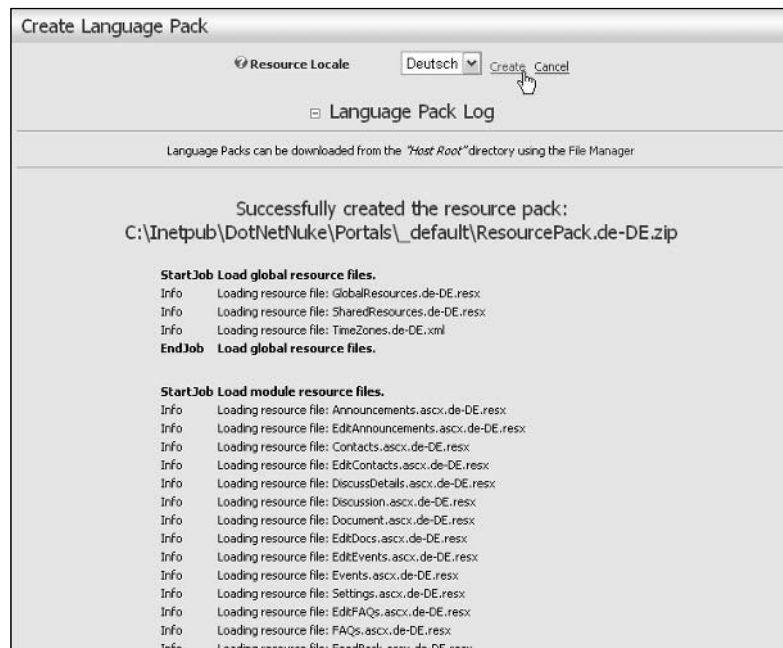 Create Language Pack
Resource Locale Deutsch Create Cancel
Language Pack Log
Language Packs can be downloaded from the "Host Root" directory using the File Manager
Successfully created the resource pack:
C:\Inetpub\DotNetNuke\Portals\_default\ResourcePack.de-DE.zip
StartJob Load global resource files.
Info Loading resource file: GlobalResources.de-DE.resx
Info Loading resource file: SharedResources.de-DE.resx
Info Loading resource file: TimeZones.de-DE.xml
EndJob Load global resource files.
StartJob Load module resource files.
Info Loading resource file: Announcements.ascx.de-DE.resx
Info Loading resource file: EditAnnouncements.ascx.de-DE.resx
Info Loading resource file: Contacts.ascx.de-DE.resx
Info Loading resource file: EditContacts.ascx.de-DE.resx
Info Loading resource file: DiscussDetails.ascx.de-DE.resx
Info Loading resource file: Discussion.ascx.de-DE.resx
Info Loading resource file: Document.ascx.de-DE.resx
Info Loading resource file: EditDocs.ascx.de-DE.resx
Info Loading resource file: EditEvents.ascx.de-DE.resx
Info Loading resource file: Events.ascx.de-DE.resx
Info Loading resource file: Settings.ascx.de-DE.resx
Info Loading resource file: EditFAQs.ascx.de-DE.resx
Info Loading resource file: FAQs.ascx.de-DE.resx
Info Loading resource file: FeedBack.ascx.de-DE.resx